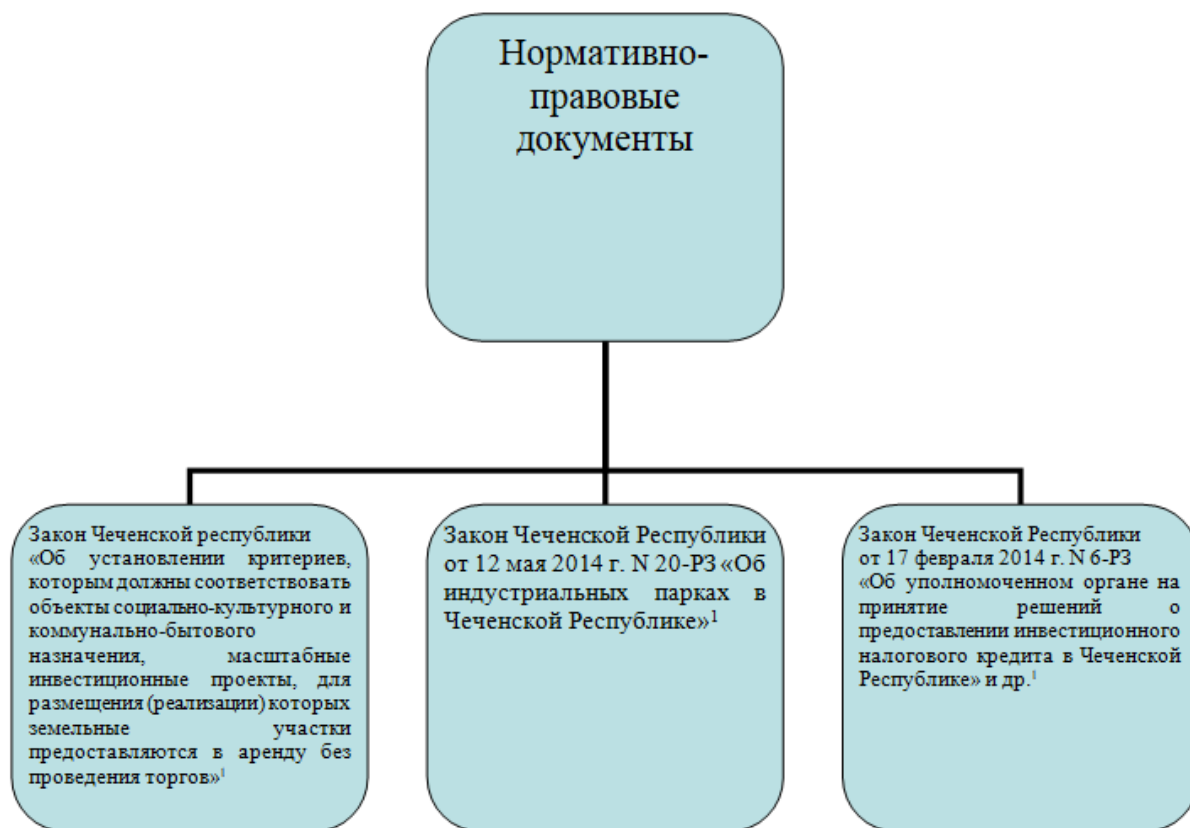 Нормативно-
правовые
документы
Закон Чеченской республики
«Об установлении критериев,
которым должны соответствовать
объекты социально-культурного и
коммунально-бытового
назначения, масштабные
инвестиционные проекты, для
размещения (реализации) которых
земельные участки
предоставляются в аренду без
проведения торгов»¹
Закон Чеченской Республики
от 12 мая 2014 г. N 20-РЗ «Об
индустриальных парках в
Чеченской Республике»¹
Закон Чеченской Республики
от 17 февраля 2014 г. N 6-РЗ
«Об уполномоченном органе на
принятие решений о
предоставлении инвестиционного
налогового кредита в Чеченской
Республике» и др.¹